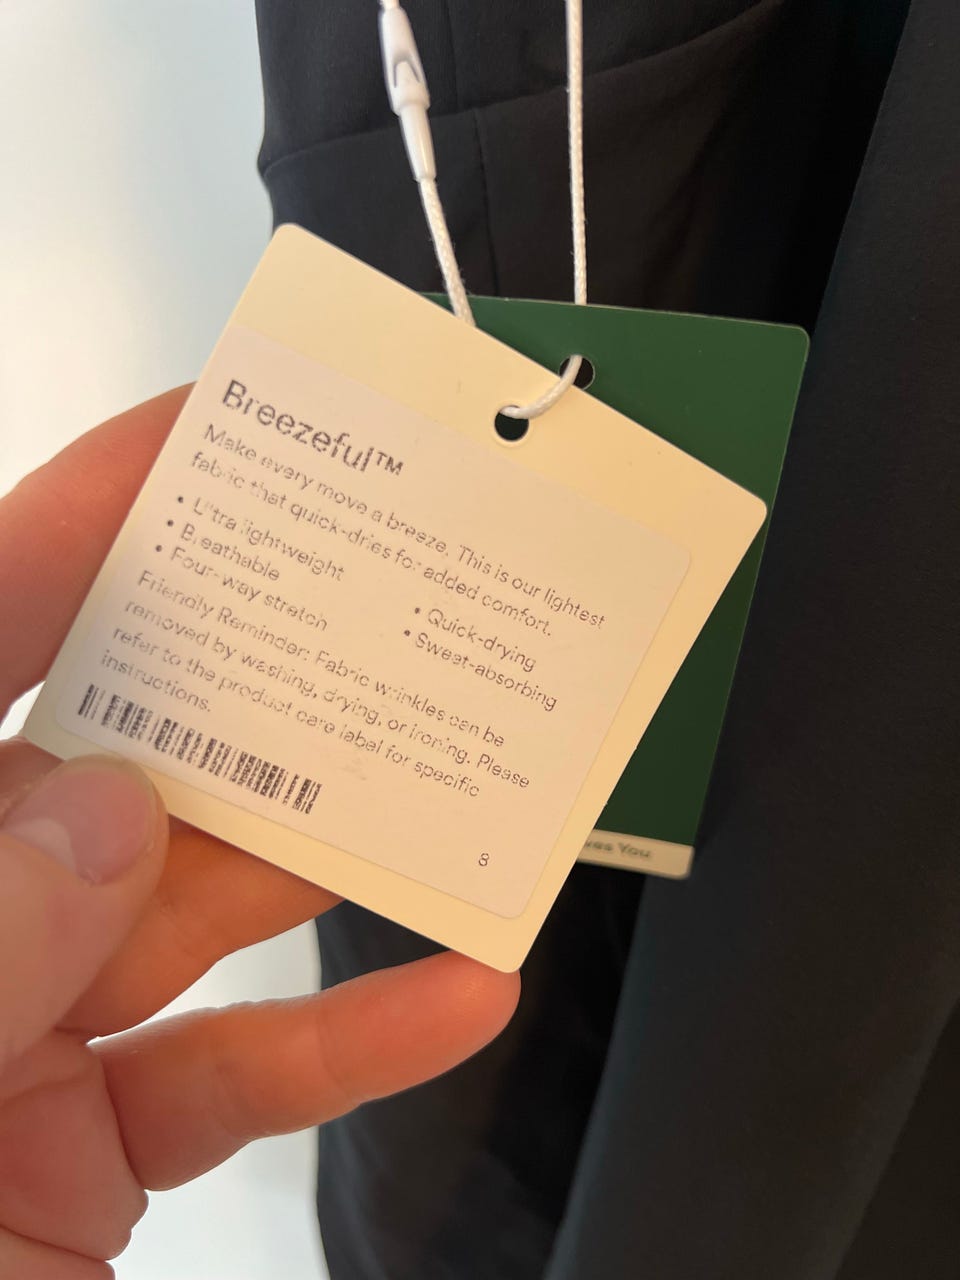 Breezeful™
Make every move a breeze. This is our lightest
fabric that quick-dries for added comfort.
• Ultra lightweight
• Breathable
• Four-way stretch
• Quick-drying
• Sweat-absorbing
Friendly Reminder: Fabric wrinkles can be
removed by washing, drying, or ironing. Please
refer to the product care label for specific
instructions.
8
You